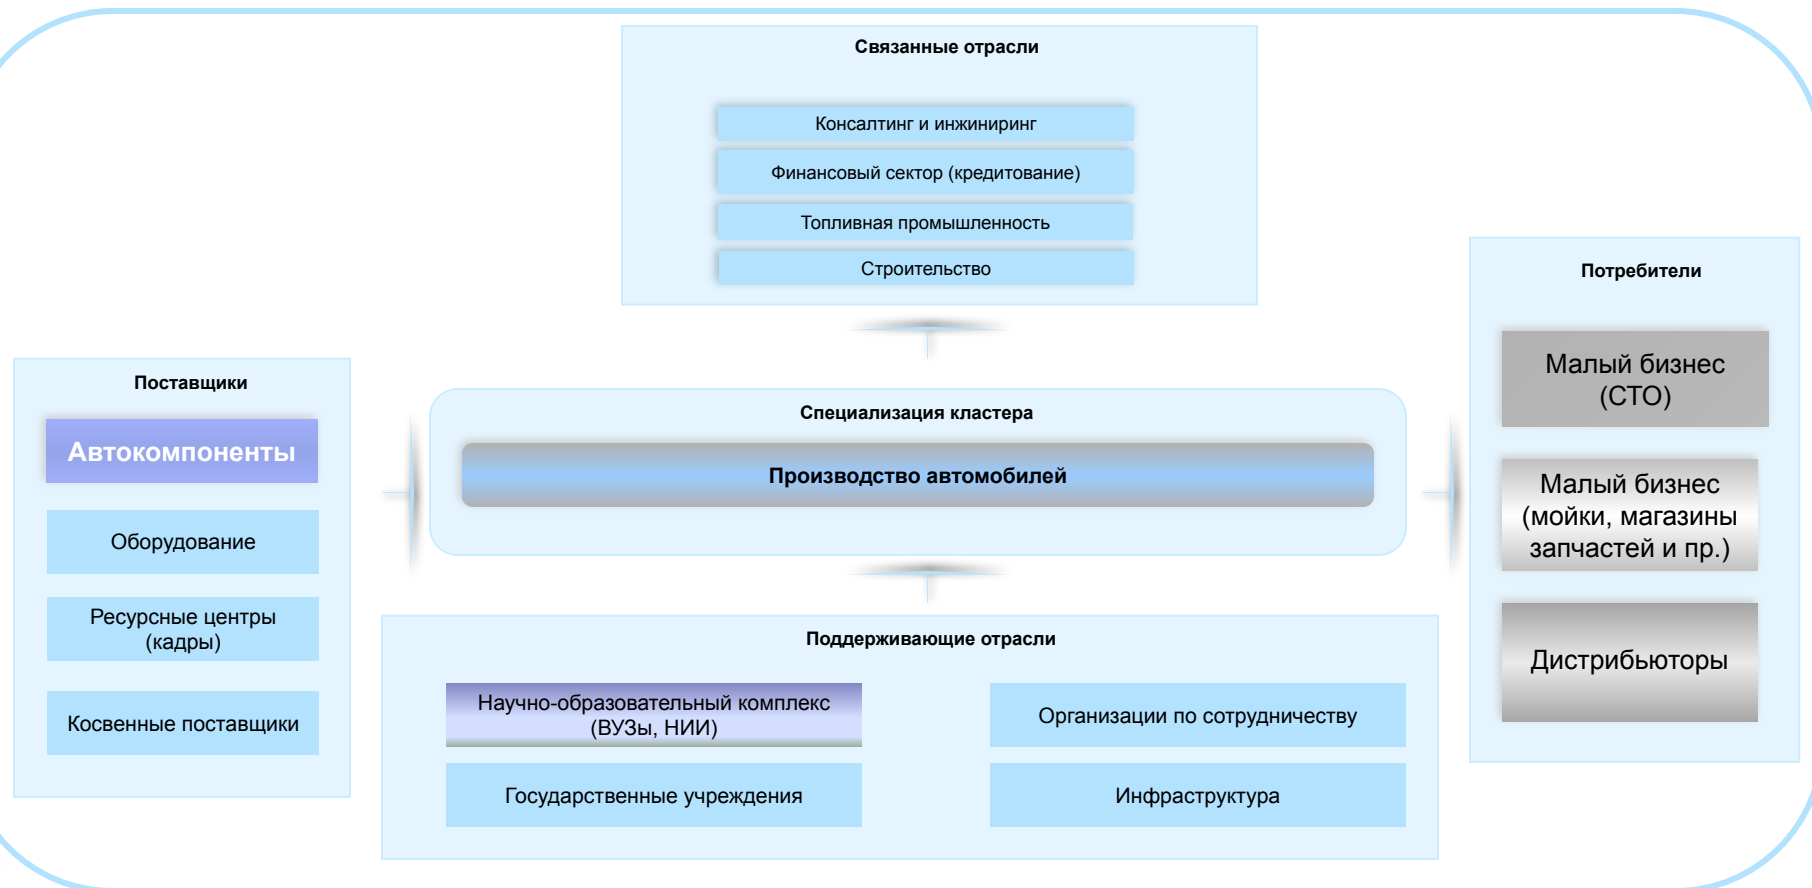 Связанные отрасли
Консалтинг и инжиниринг
Финансовый сектор (кредитование)
Топливная промышленность
Строительство
Поставщики
Автокомпоненты
Оборудование
Ресурсные центры
(кадры)
Косвенные поставщики
Специализация кластера
Производство автомобилей
Поддерживающие отрасли
Научно-образовательный комплекс
(ВУЗы, НИИ)
Организации по сотрудничеству
Государственные учреждения
Инфраструктура
Потребители
Малый бизнес
(СТО)
Малый бизнес
(мойки, магазины
запчастей и пр.)
Дистрибьюторы